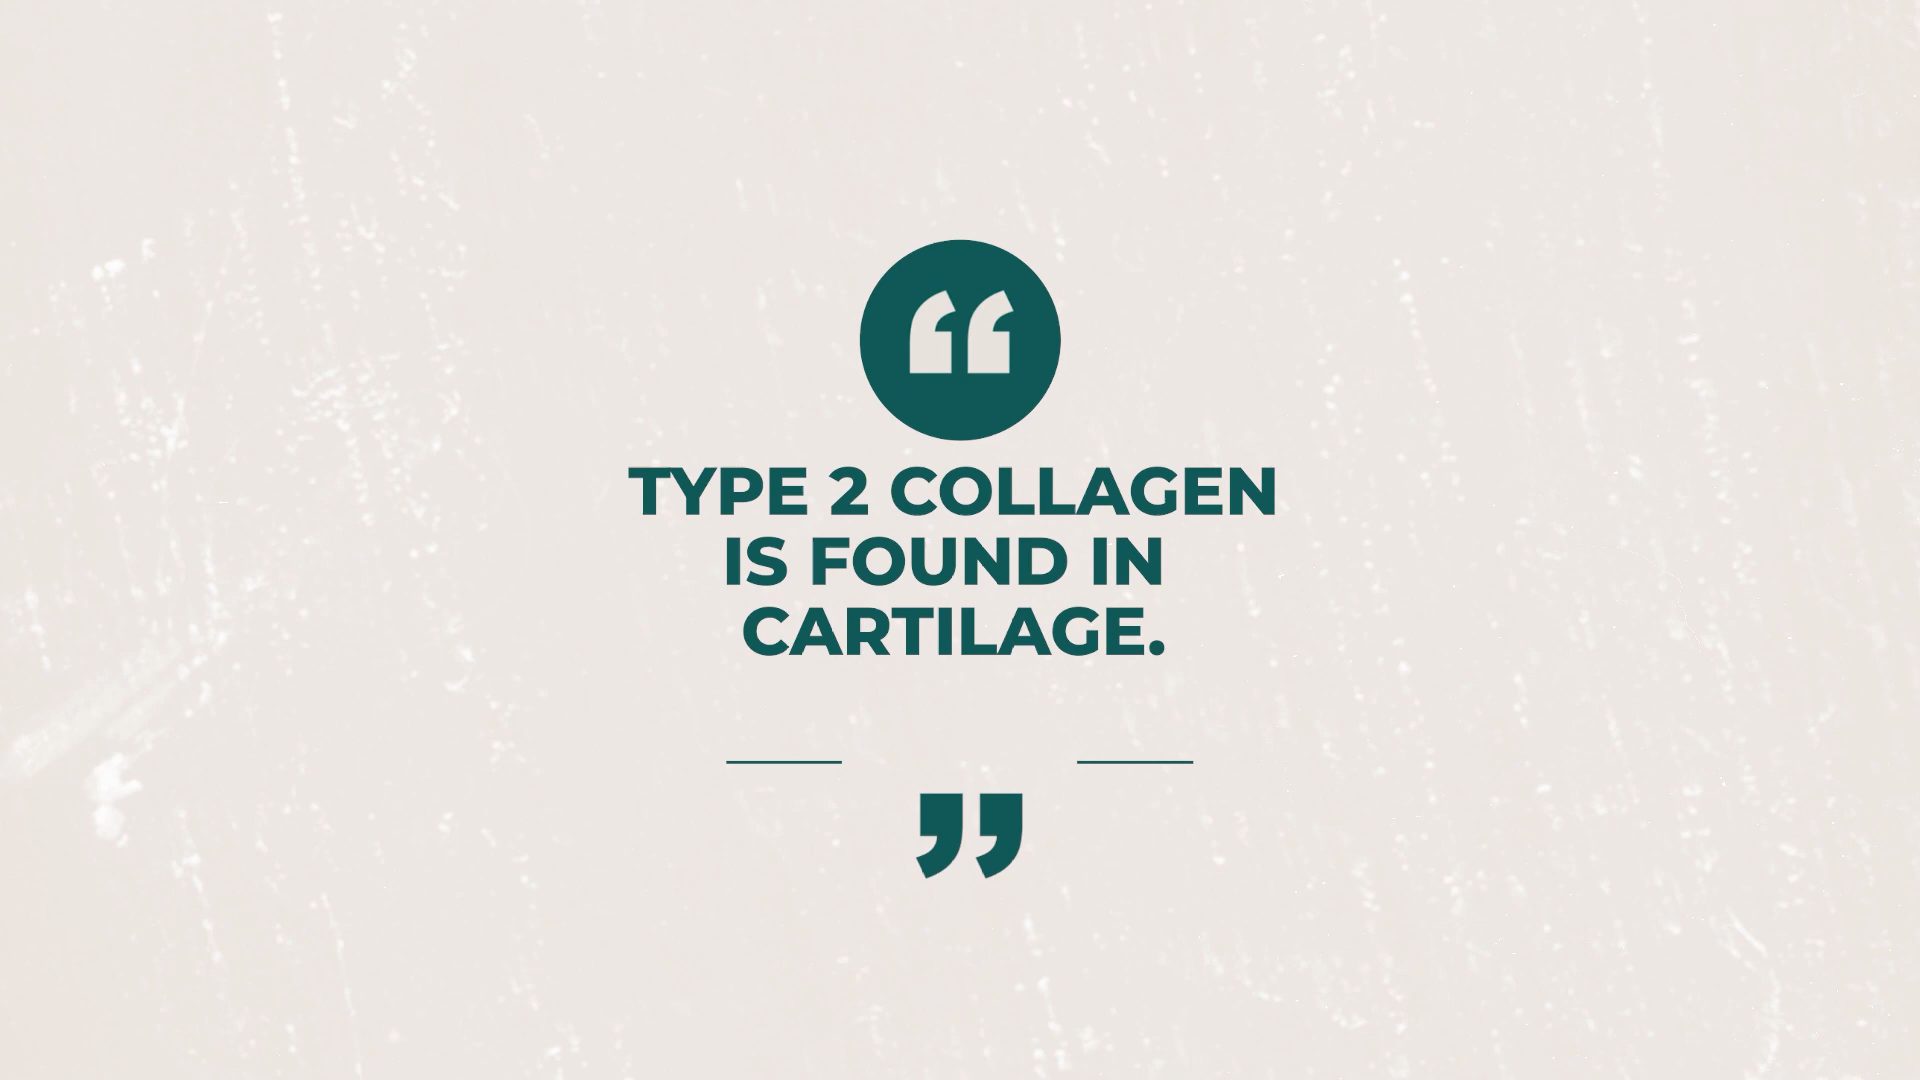 “
TYPE 2 COLLAGEN
IS FOUND IN
CARTILAGE.
”